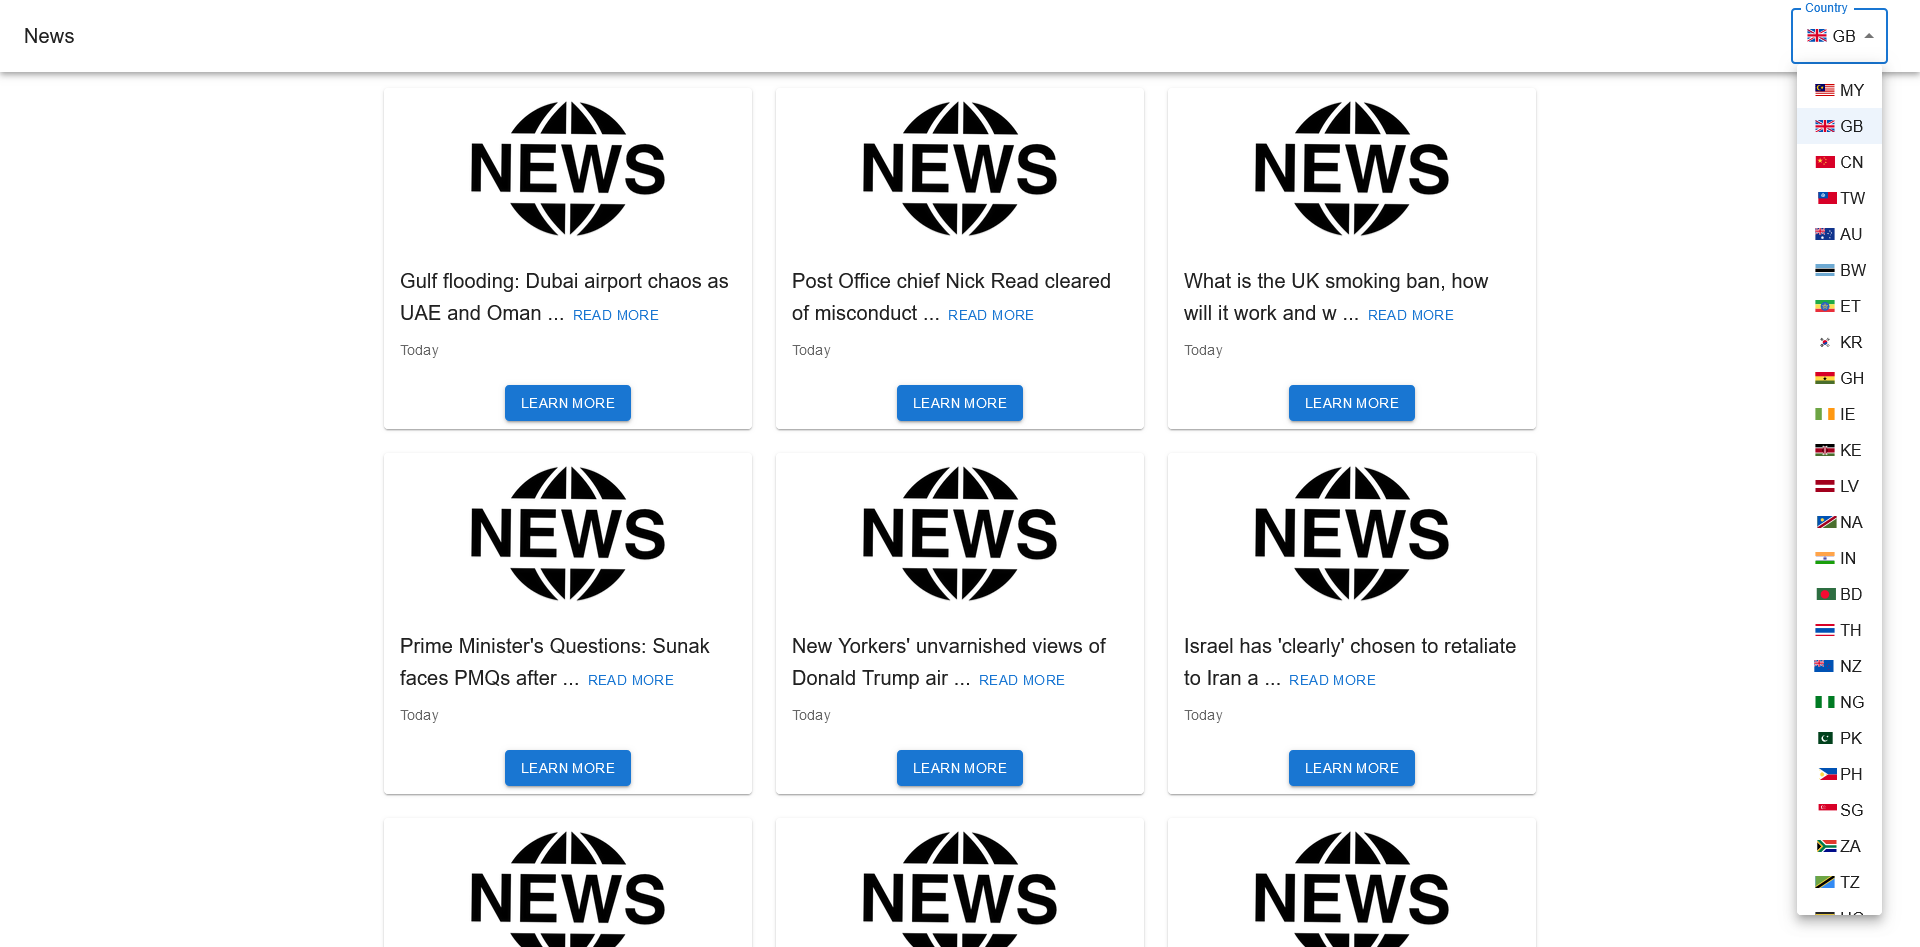 News
Country
GB
MY
GB
CN
TW
AU
BW
ET
KR
GH
IE
KE
LV
NA
IN
BD
TH
NZ
NG
PK
PH
SG
ZA
TZ
NEWS
Gulf flooding: Dubai airport chaos as
UAE and Oman ... READ MORE
Today
LEARN MORE
NEWS
Post Office chief Nick Read cleared
of misconduct ... READ MORE
Today
LEARN MORE
NEWS
What is the UK smoking ban, how
will it work and w ... READ MORE
Today
LEARN MORE
NEWS
Prime Minister's Questions: Sunak
faces PMQs after ... READ MORE
Today
LEARN MORE
NEWS
New Yorkers' unvarnished views of
Donald Trump air ... READ MORE
Today
LEARN MORE
NEWS
Israel has 'clearly' chosen to retaliate
to Iran a ... READ MORE
Today
LEARN MORE
NEWS
NEWS
NEWS